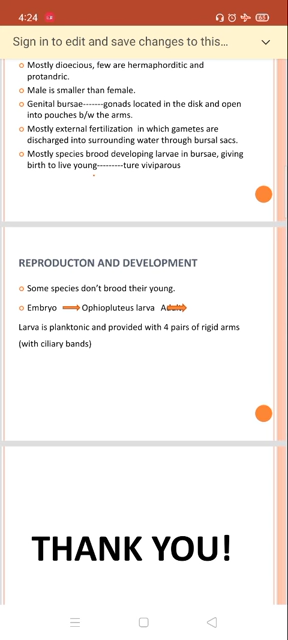 4:24
63
Sign in to edit and save changes to this...
Mostly dioecious, few are hermaphorditic and
protandric.
Male is smaller than female.
Genital bursae-------gonads located in the disk and open
into pouches b/w the arms.
Mostly external fertilization in which gametes are
discharged into surrounding water through bursal sacs.
Mostly species brood developing larvae in bursae, giving
birth to live young---------ture viviparous
REPRODUCTON AND DEVELOPMENT
Some species don't brood their young.
Embryo Ophiopluteus larva Adult
Larva is planktonic and provided with 4 pairs of rigid arms
(with ciliary bands)
THANK YOU!